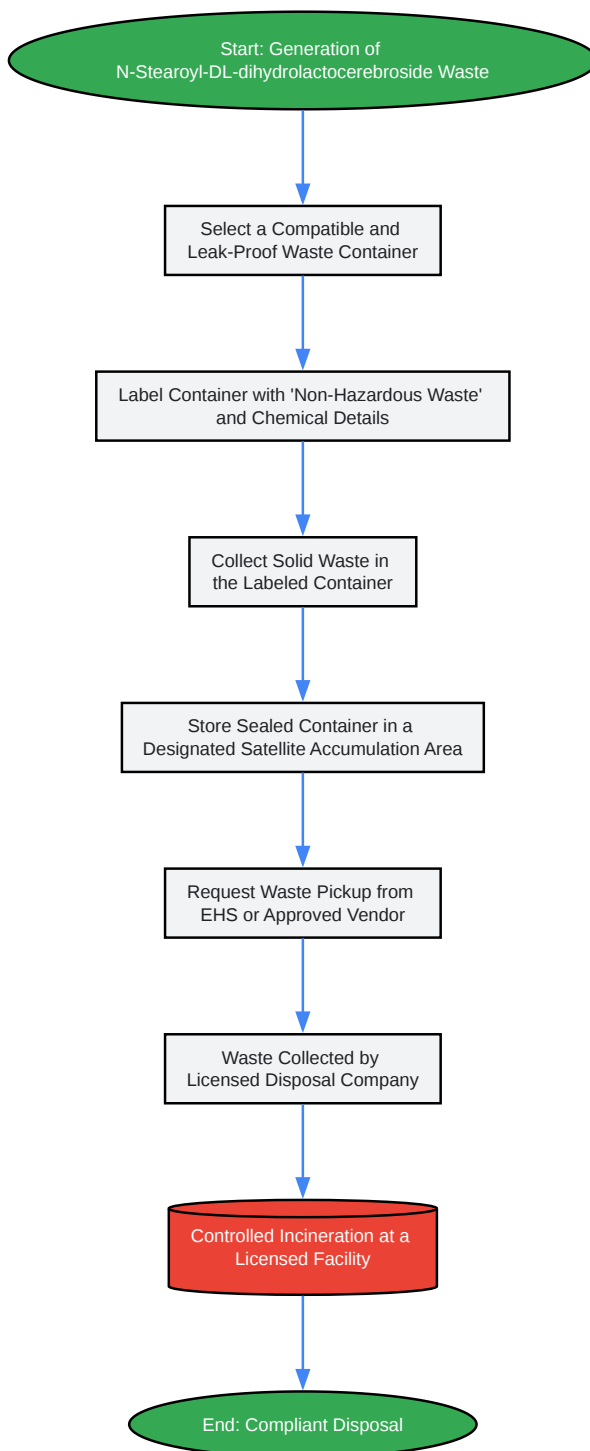 Start: Generation of
N-Stearoyl-DL-dihydrolactocerebroside Waste
Select a Compatible and
Leak-Proof Waste Container
Label Container with 'Non-Hazardous Waste'
and Chemical Details
Collect Solid Waste in
the Labeled Container
Store Sealed Container in a
Designated Satellite Accumulation Area
Request Waste Pickup from
EHS or Approved Vendor
Waste Collected by
Licensed Disposal Company
Controlled Incineration at a
Licensed Facility
End: Compliant Disposal